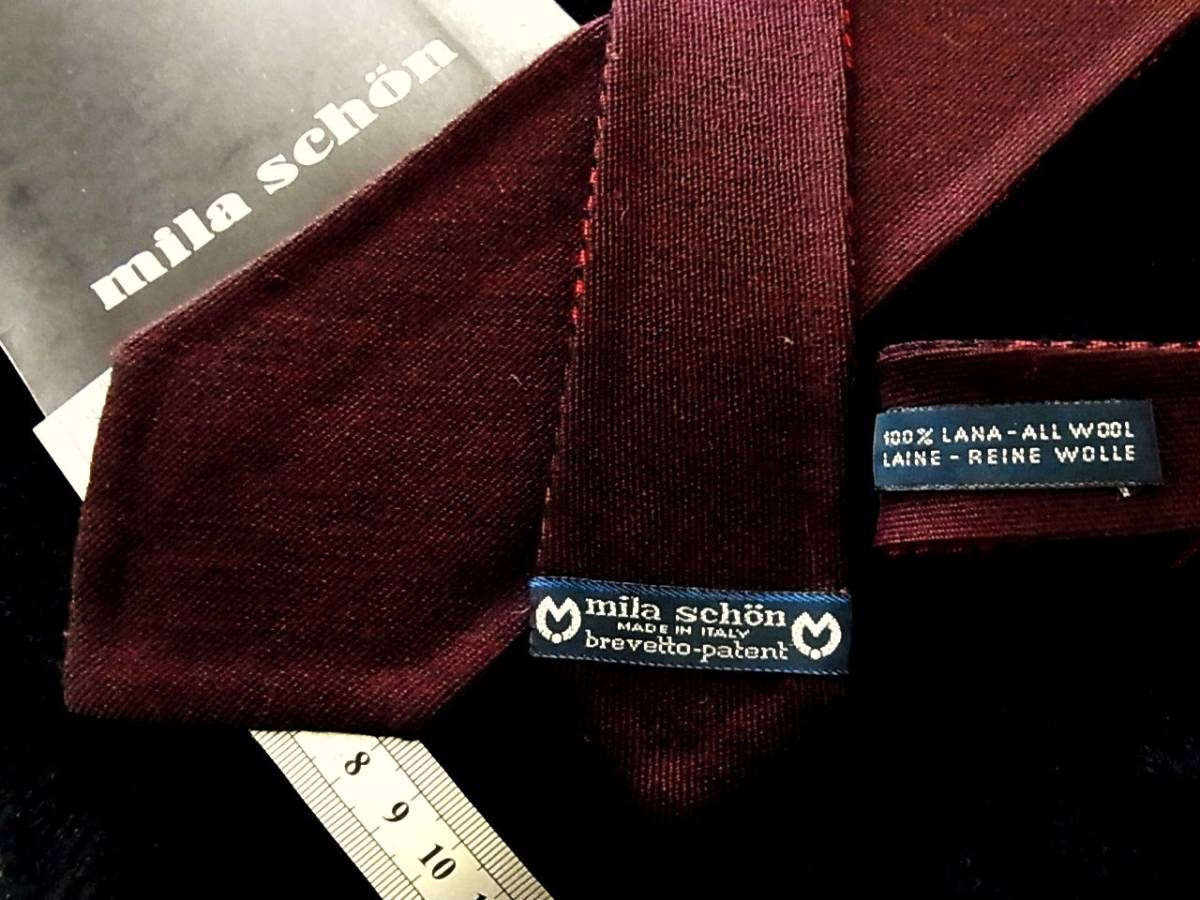 mila schön
100% LANA - ALL WOOL
LAINE - REINE WOLLE
mila schön
MADE IN ITALY
brevetto-patent
8
9
10